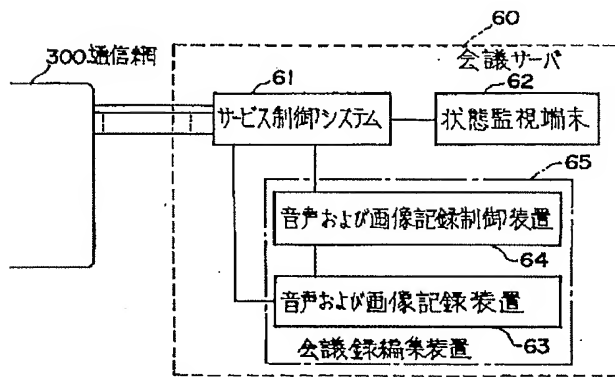 60
会議サーバ
300.通信網
61
サービス制御システム
62
状態監視端末
65
音声および画像記録制御装置
64
音声および画像記録装置
63
会議録編集装置